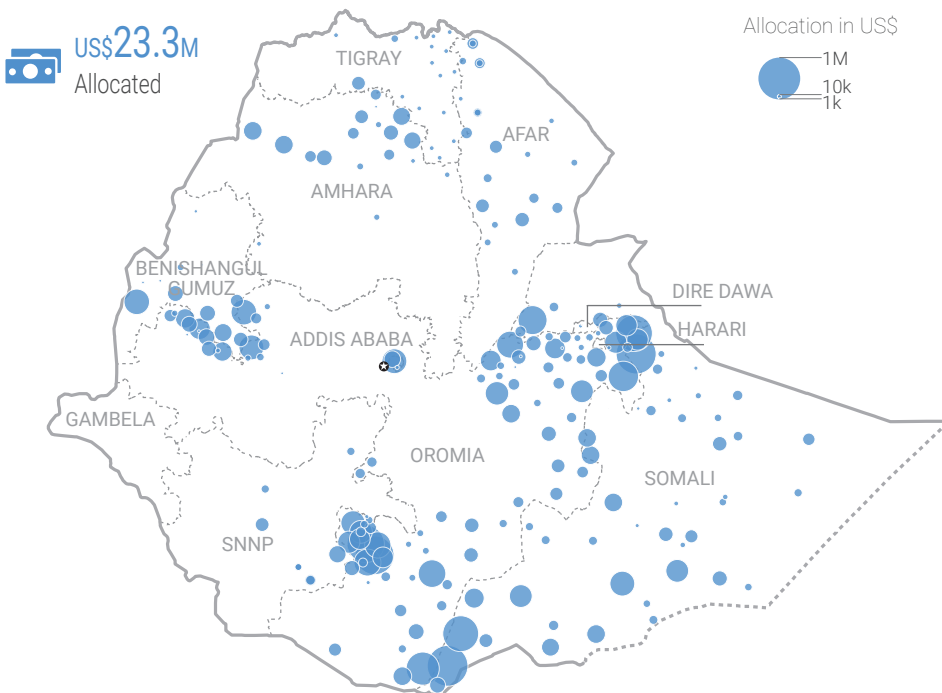 US$23.3M
Allocated
Allocation in US$
1M
10k
1k
TIGRAY
AFAR
AMHARA
BENISHANGUL
GUMUZ
DIRE DAWA
HARARI
ADDIS ABABA
GAMBELA
OROMIA
SOMALI
SNNP